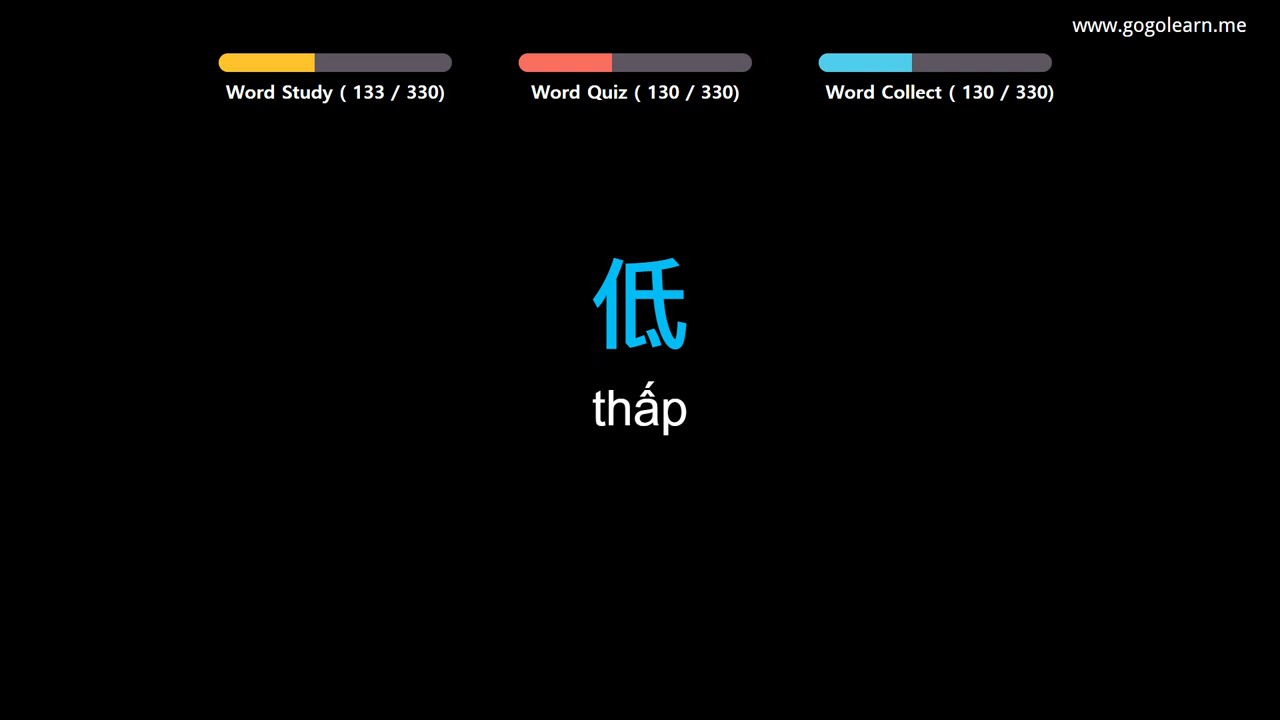 www.gogolearn.me
Word Study ( 133 / 330)
Word Quiz ( 130 / 330)
Word Collect ( 130 / 330)
低
thấp